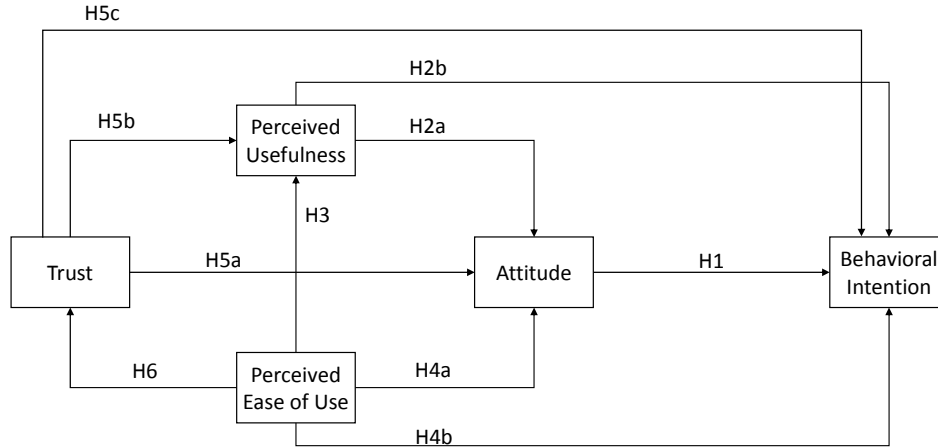 H5c
H2b
H5b
Perceived
Usefulness
H2a
H3
Trust
H5a
Attitude
H1
Behavioral
Intention
H6
Perceived
Ease of Use
H4a
H4b